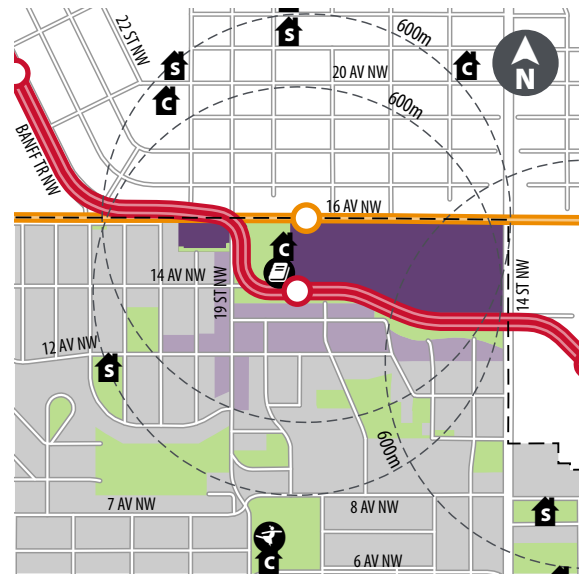 22 ST NW
S
S
600m
C
20 AV NW
C
N
600m
BANFF TR NW
16 AV NW
C
14 AV NW
19 ST NW
14 ST NW
12 AV NW
S
600m
7 AV NW
8 AV NW
S
C
6 AV NW